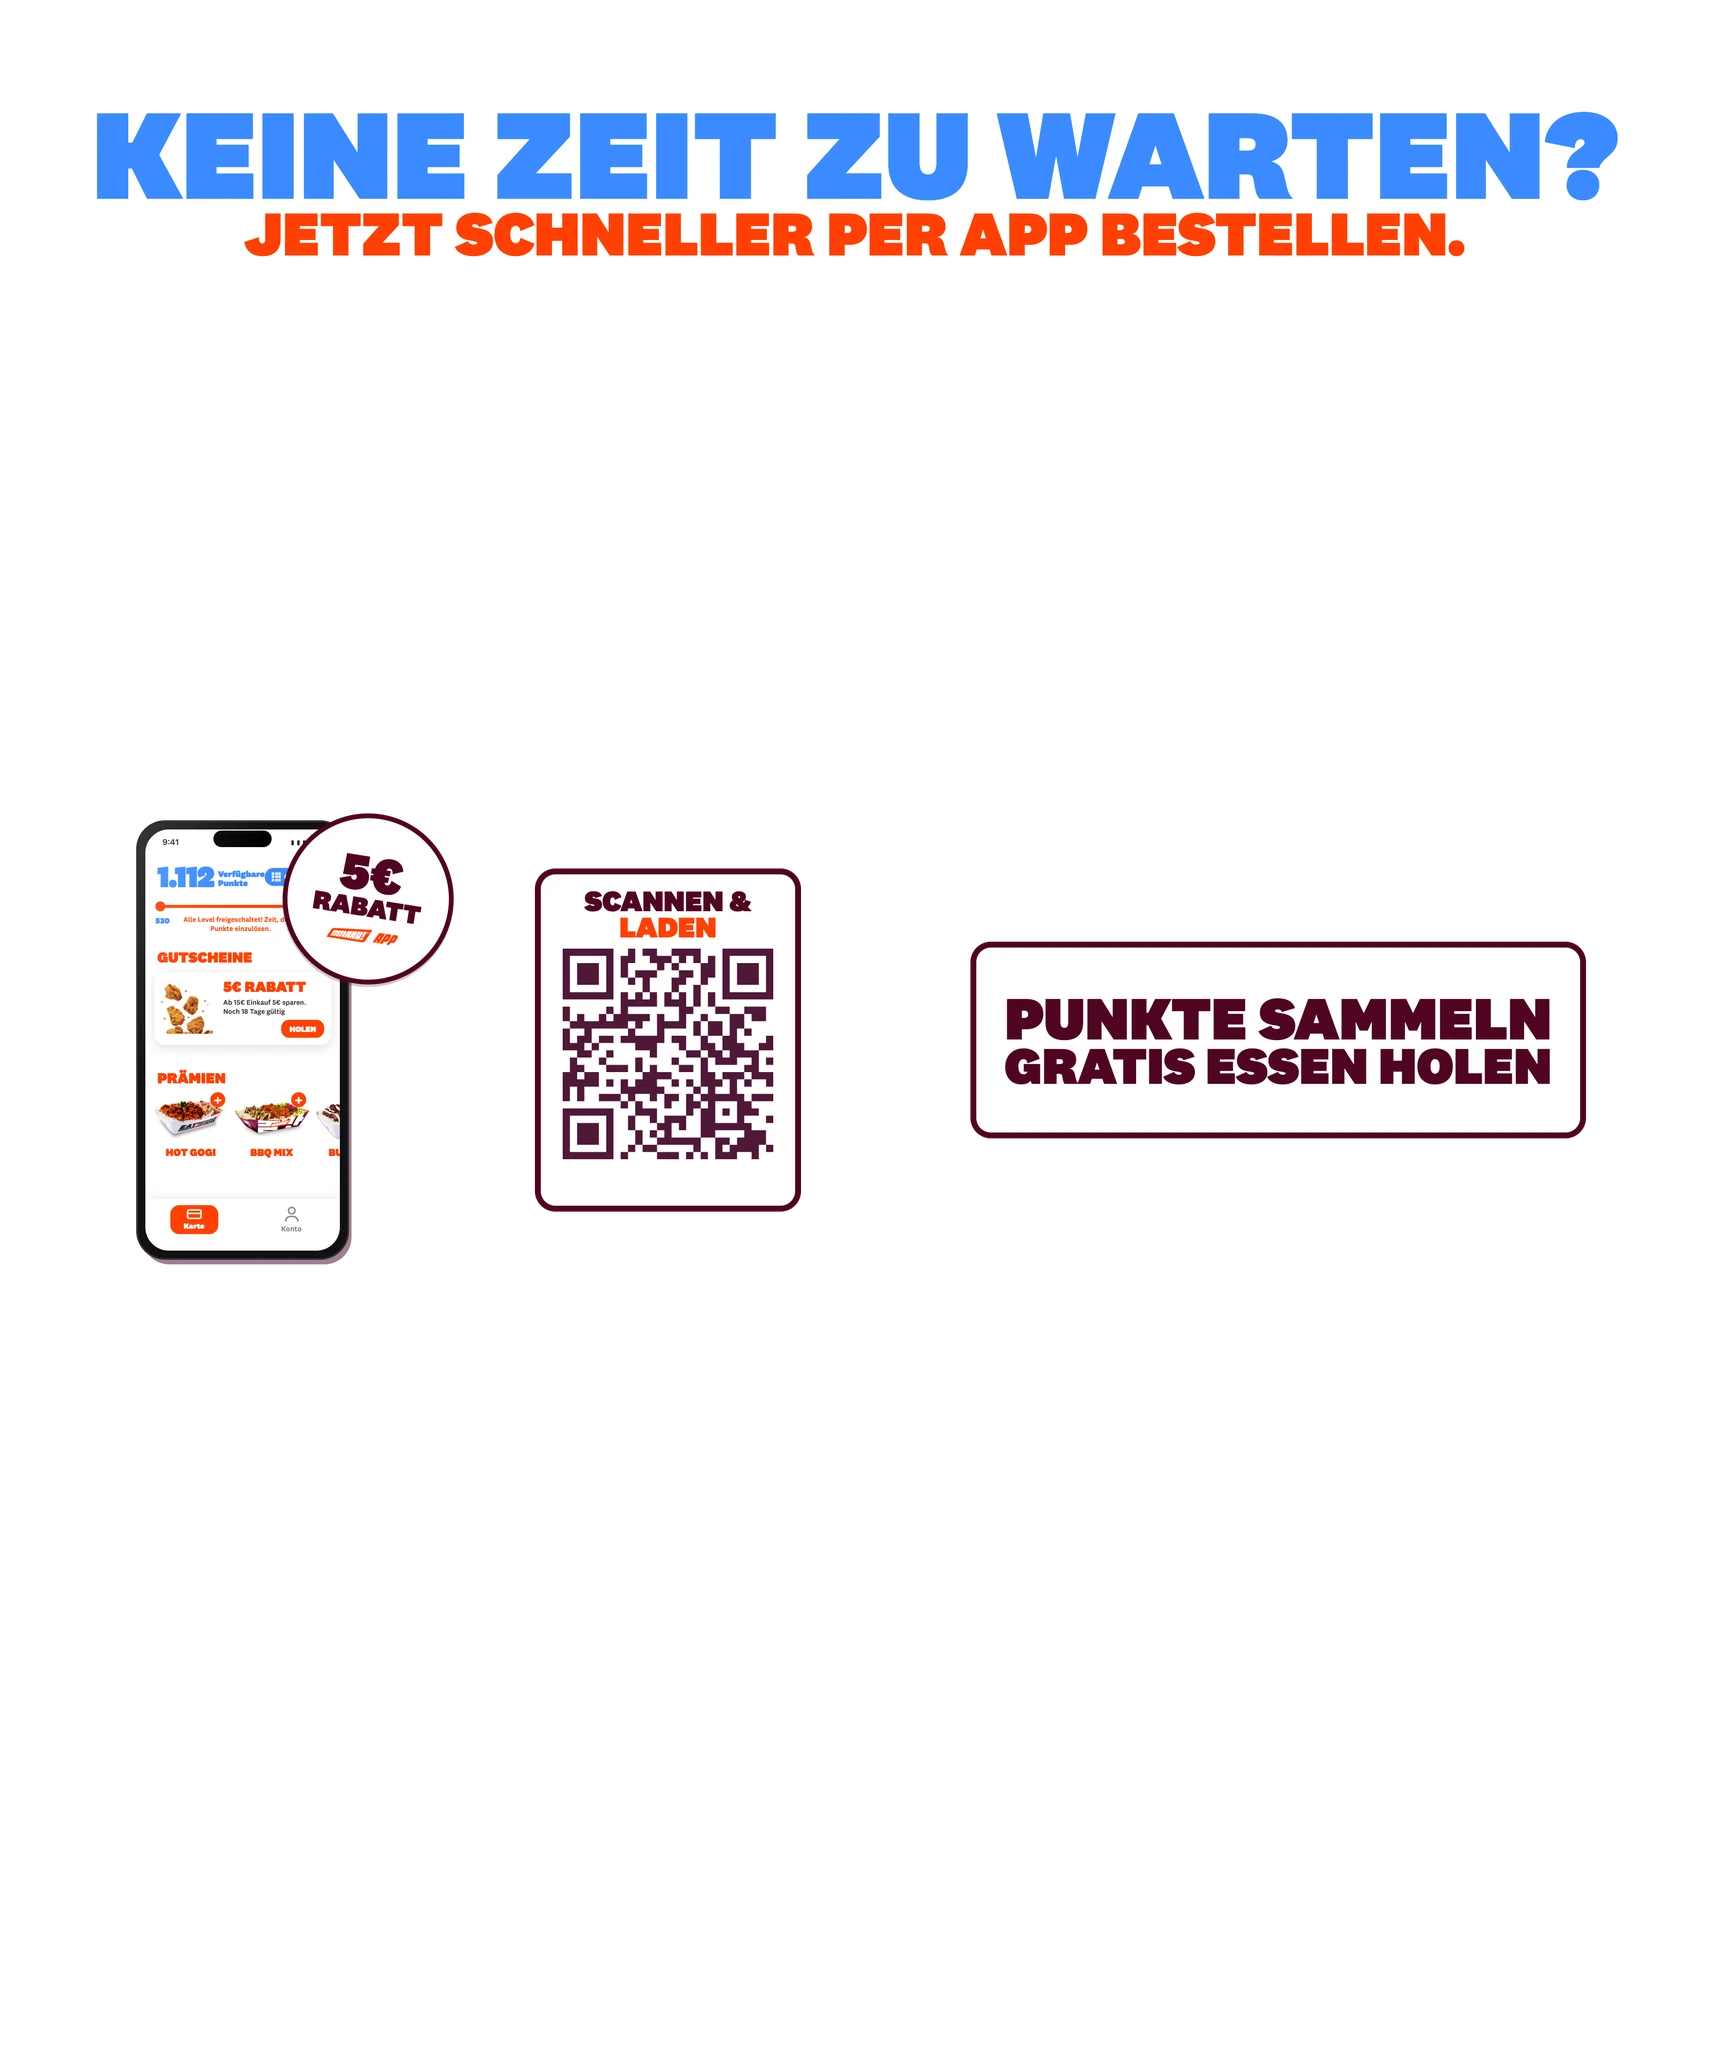 KEINE ZEIT ZU WARTEN?
JETZT SCHNELLER PER APP BESTELLEN.
9:41
1.112 Verfügbare
Punkte
530
Alle Level freigeschaltet! Zeit,
Punkte einzulösen.
5€
RABATT
APP
GUTSCHEINE
5€ RABATT
Ab 15€ Einkauf 5€ sparen.
Noch 18 Tage gültig
HOLEN
PRÄMIEN
HOT GOGI
BBQ MIX
Karte
Konto
SCANNEN &
LADEN
PUNKTE SAMMELN
GRATIS ESSEN HOLEN